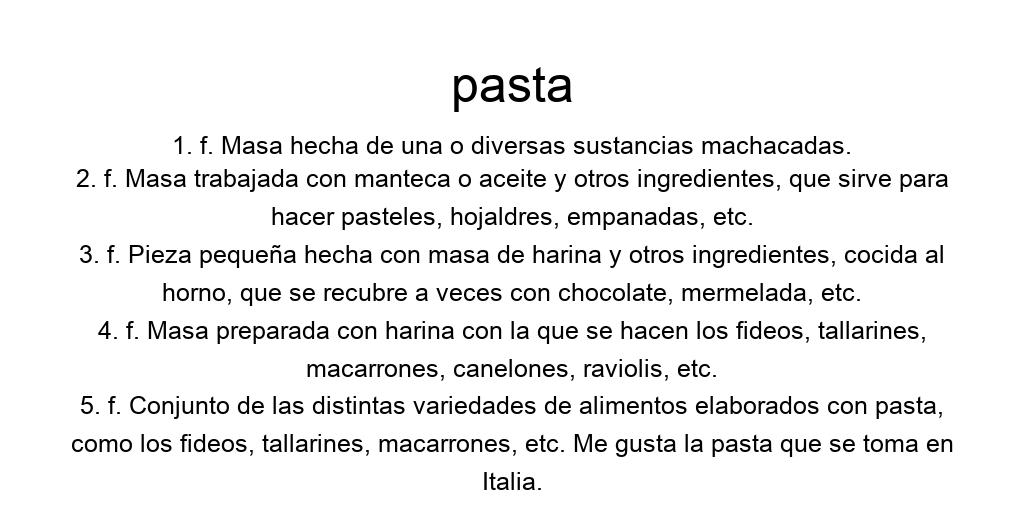 pasta
1. f. Masa hecha de una o diversas sustancias machacadas.
2. f. Masa trabajada con manteca o aceite y otros ingredientes, que sirve para
hacer pasteles, hojaldres, empanadas, etc.
3. f. Pieza pequeña hecha con masa de harina y otros ingredientes, cocida al
horno, que se recubre a veces con chocolate, mermelada, etc.
4. f. Masa preparada con harina con la que se hacen los fideos, tallarines,
macarrones, canelones, raviolis, etc.
5. f. Conjunto de las distintas variedades de alimentos elaborados con pasta,
como los fideos, tallarines, macarrones, etc. Me gusta la pasta que se toma en
Italia.